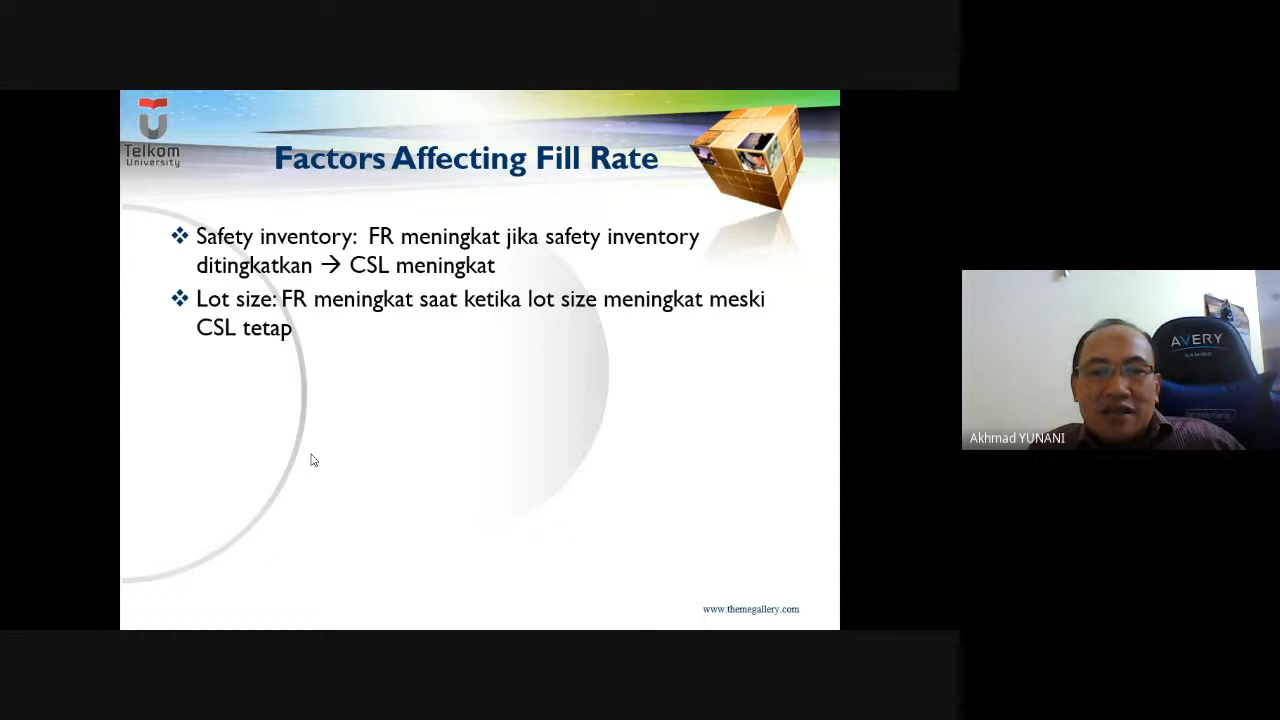 Telkom
University
Factors Affecting Fill Rate
Safety inventory: FR meningkat jika safety inventory
ditingkatkan → CSL meningkat
Lot size: FR meningkat saat ketika lot size meningkat meski
CSL tetap
www.themegallery.com
AVERY
GAMING
Akhmad YUNANI